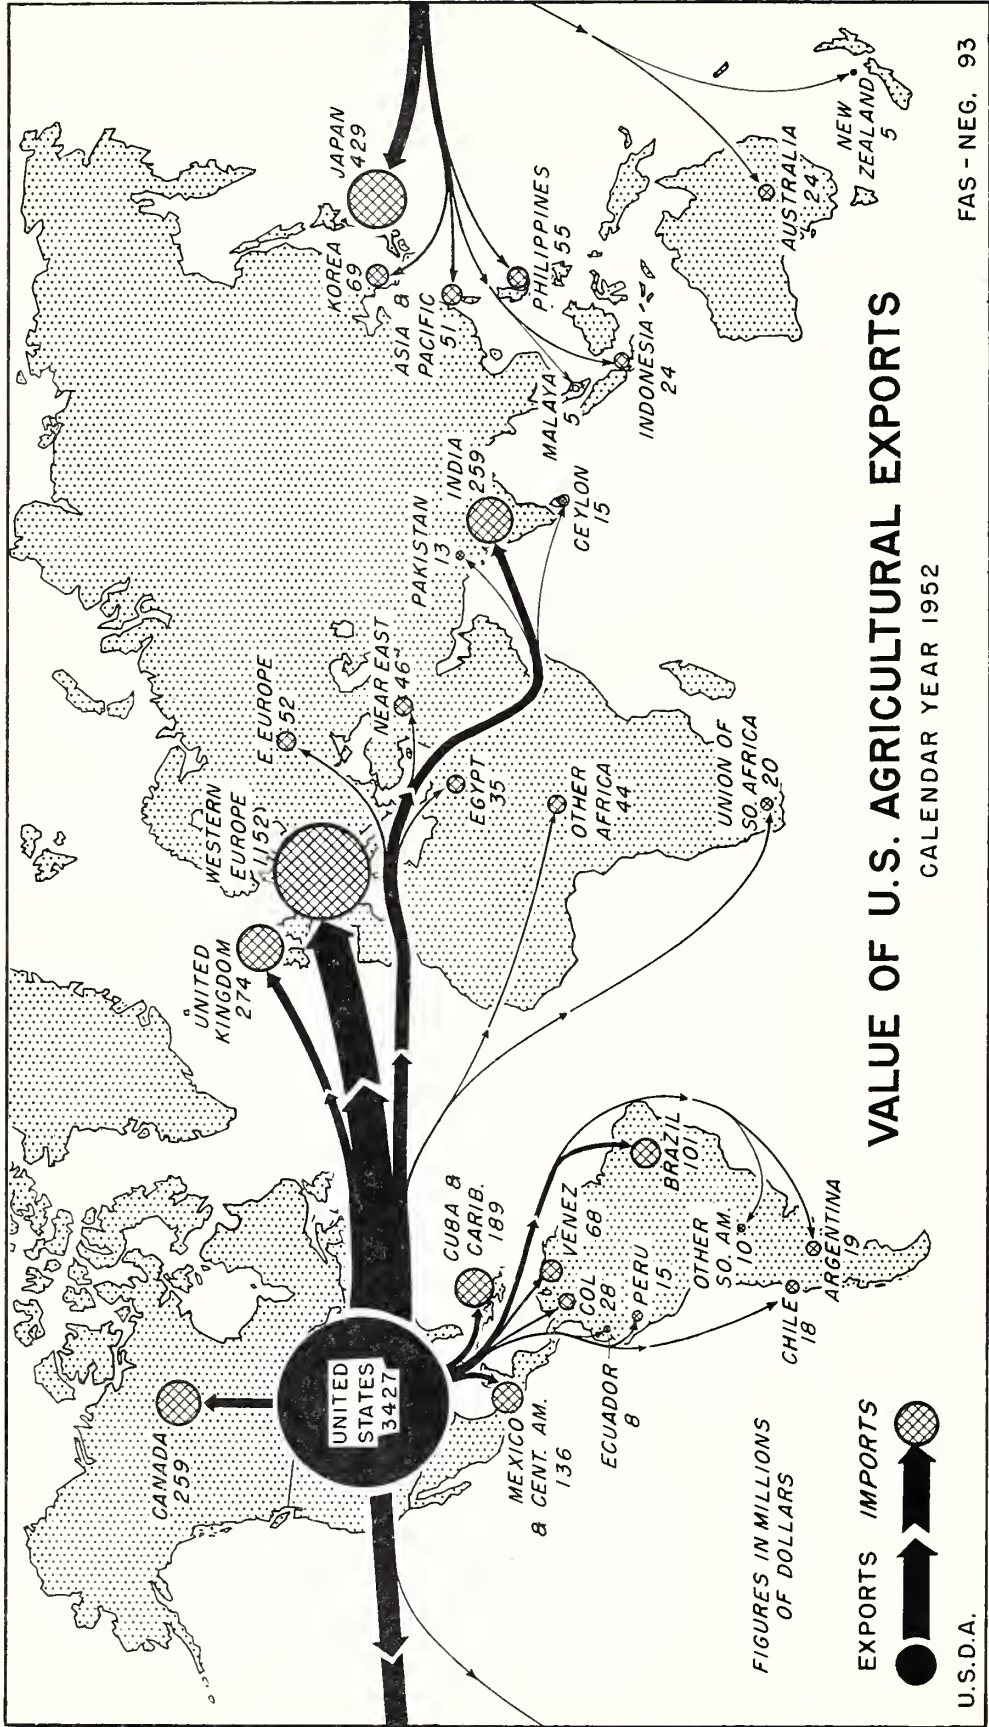 CANADA
259
UNITED
STATES
3427
MEXICO
& CENT. AM.
136
CUBA &
CARIB.
189
VENEZ
68
COL
28
ECUADOR
8
PERU
15
BRAZIL
101
OTHER
SO. AM.
10
CHILE
18
ARGENTINA
19
UNITED
KINGDOM
274
WESTERN
EUROPE
1,152
E EUROPE
52
NEAR EAST
46
EGYPT
35
OTHER
AFRICA
44
UNION OF
SO. AFRICA
20
PAKISTAN
13
INDIA
259
CEYLON
15
JAPAN
429
KOREA
69
ASIA &
PACIFIC
51
PHILIPPINES
55
MALAYA
5
INDONESIA
24
AUSTRALIA
24
NEW
ZEALAND
5
FIGURES IN MILLIONS
OF DOLLARS
EXPORTS IMPORTS
VALUE OF U.S. AGRICULTURAL EXPORTS
CALENDAR YEAR 1952
U.S.D.A.
FAS-NEG. 93